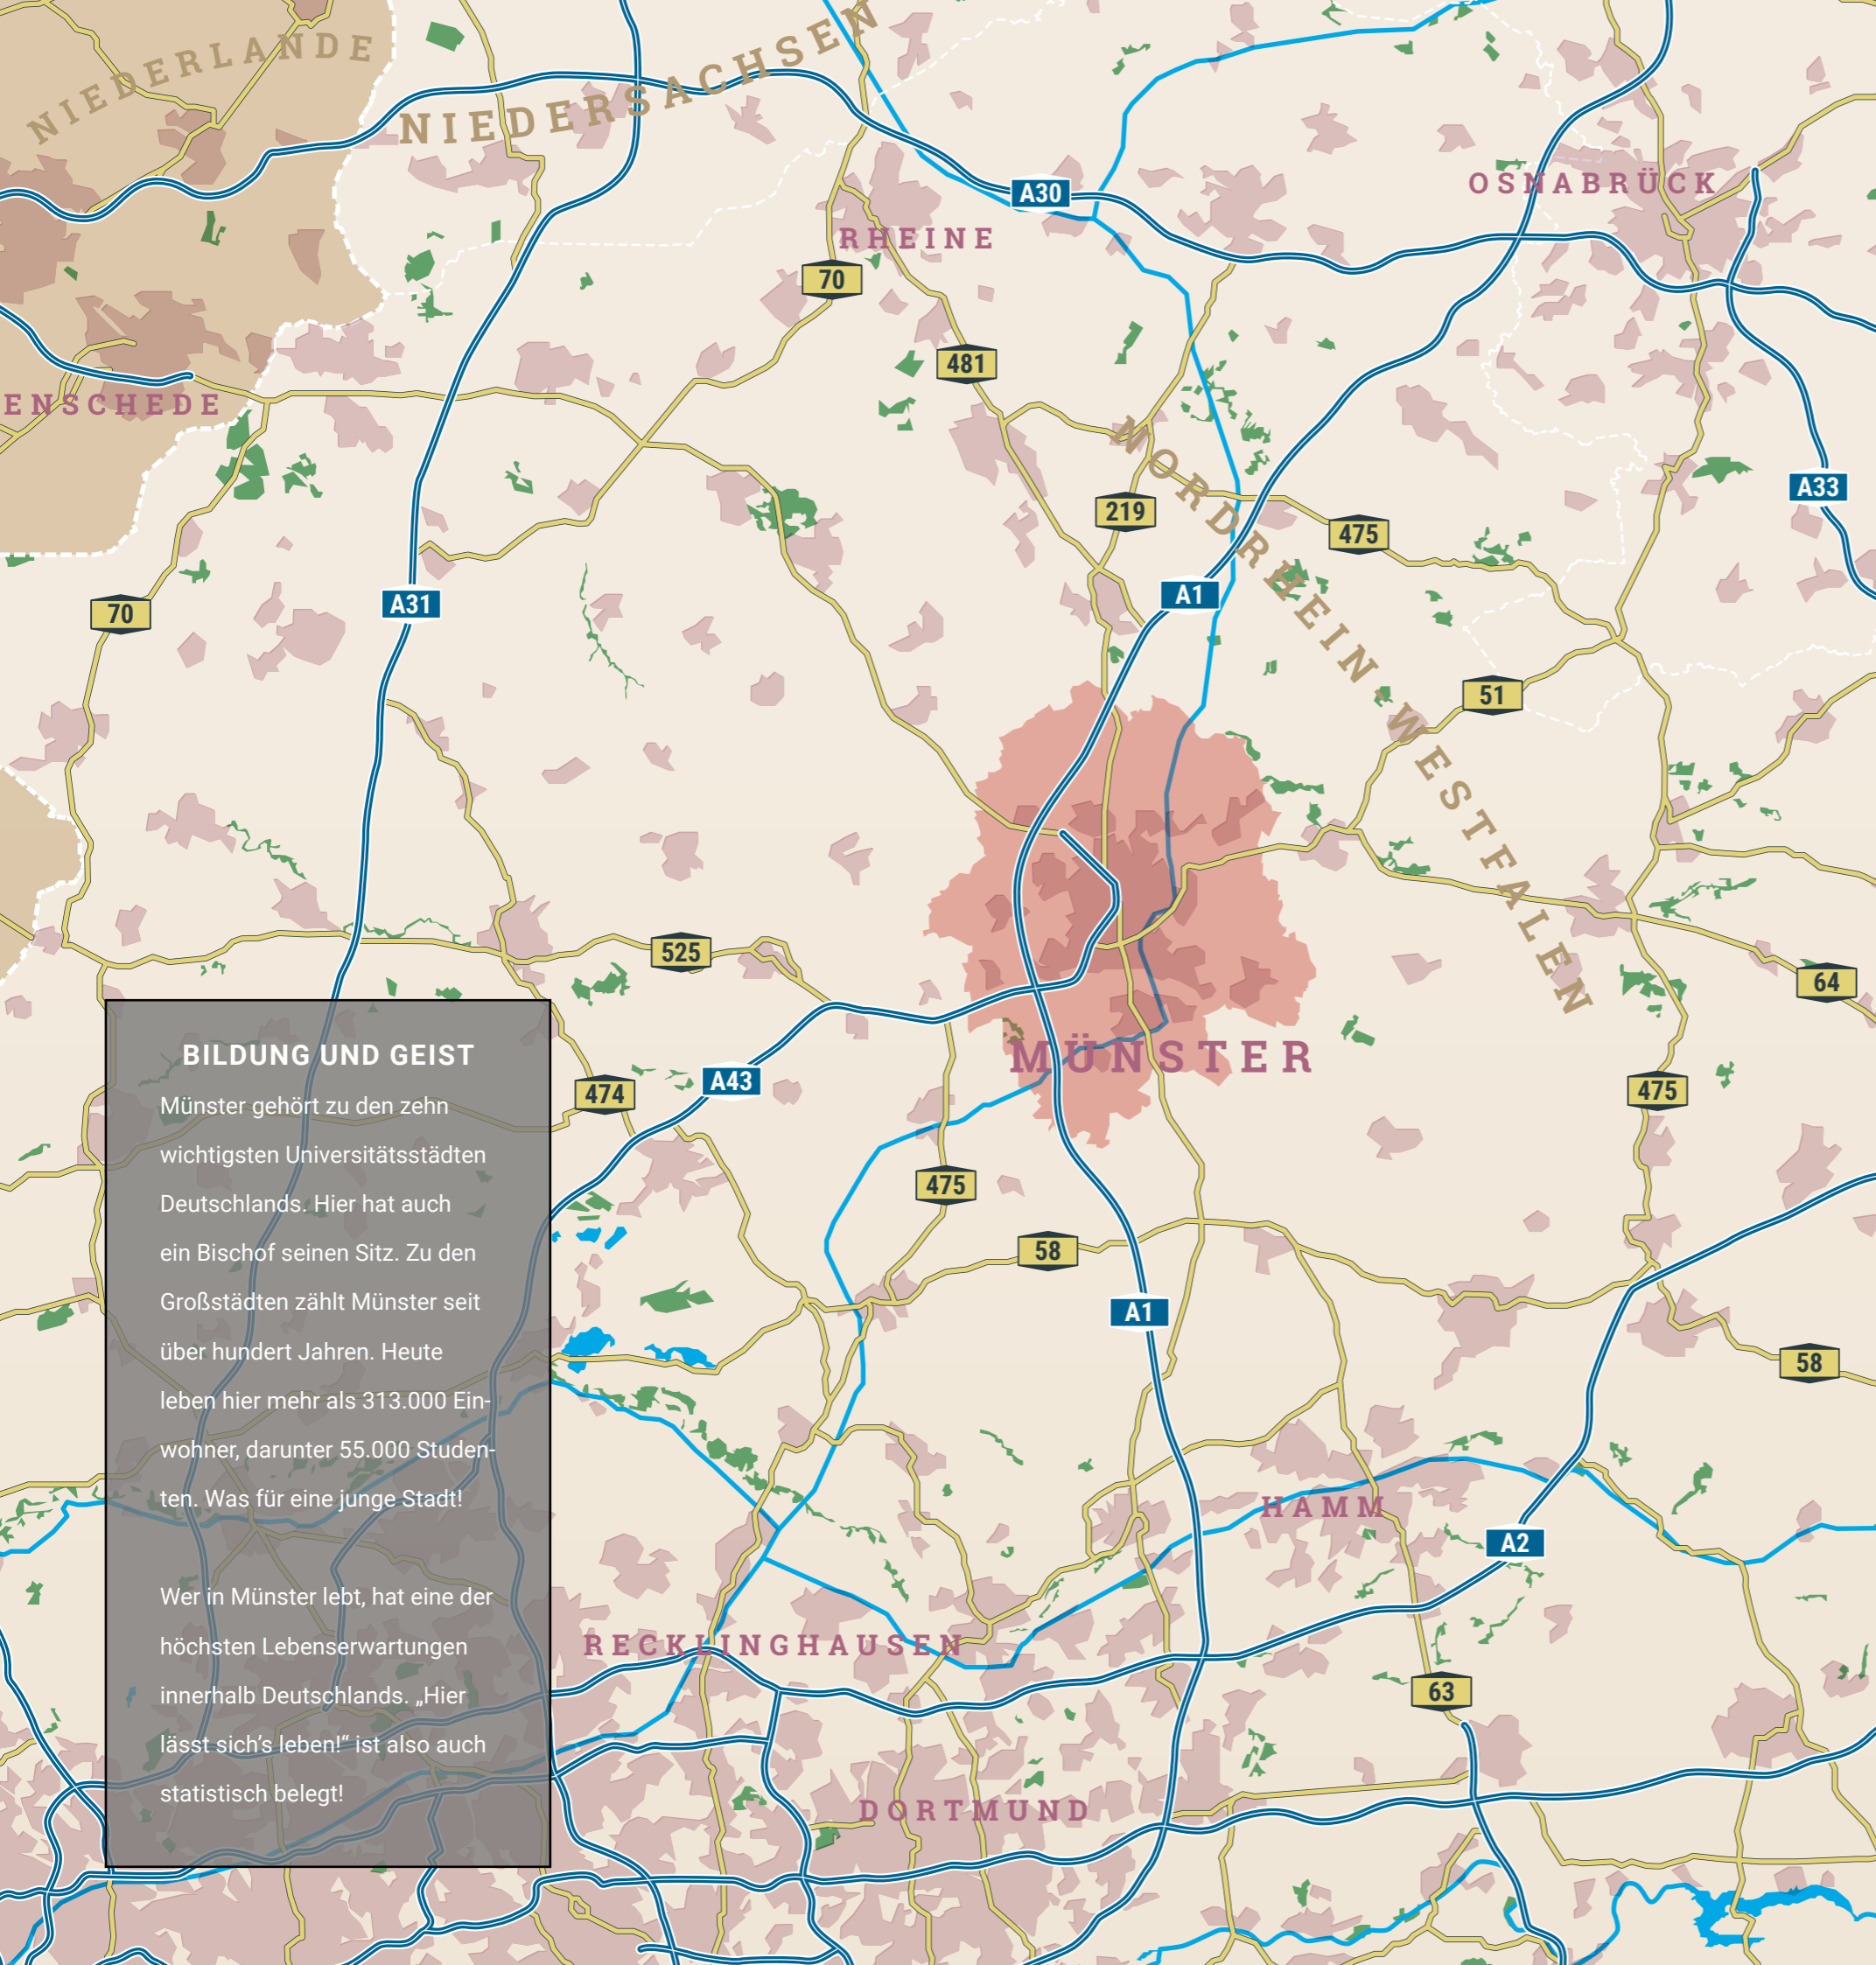 NIEDERLANDE
NIEDERSACHSEN
A30
OSNABRÜCK
RHEINE
70
481
ENSCHEDE
NORDRHEIN-WESTFALEN
A33
219
475
A1
70
A31
51
525
64
MÜNSTER
A43
474
475
475
58
A1
58
BILDUNG UND GEIST
Münster gehört zu den zehn
wichtigsten Universitätsstädten
Deutschlands. Hier hat auch
ein Bischof seinen Sitz. Zu den
Großstädten zählt Münster seit
über hundert Jahren. Heute
leben hier mehr als 313.000 Ein-
wohner, darunter 55.000 Studen-
ten. Was für eine junge Stadt!
Wer in Münster lebt, hat eine der
höchsten Lebenserwartungen
innerhalb Deutschlands. „Hier
lässt sich’s leben!“ ist also auch
statistisch belegt!
HAMM
A2
RECKLINGHAUSEN
63
DORTMUND